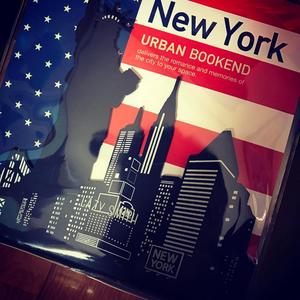 New York
URBAN BOOKEND
delivers the romance and memories of
the city to your space.
NEW
YORK